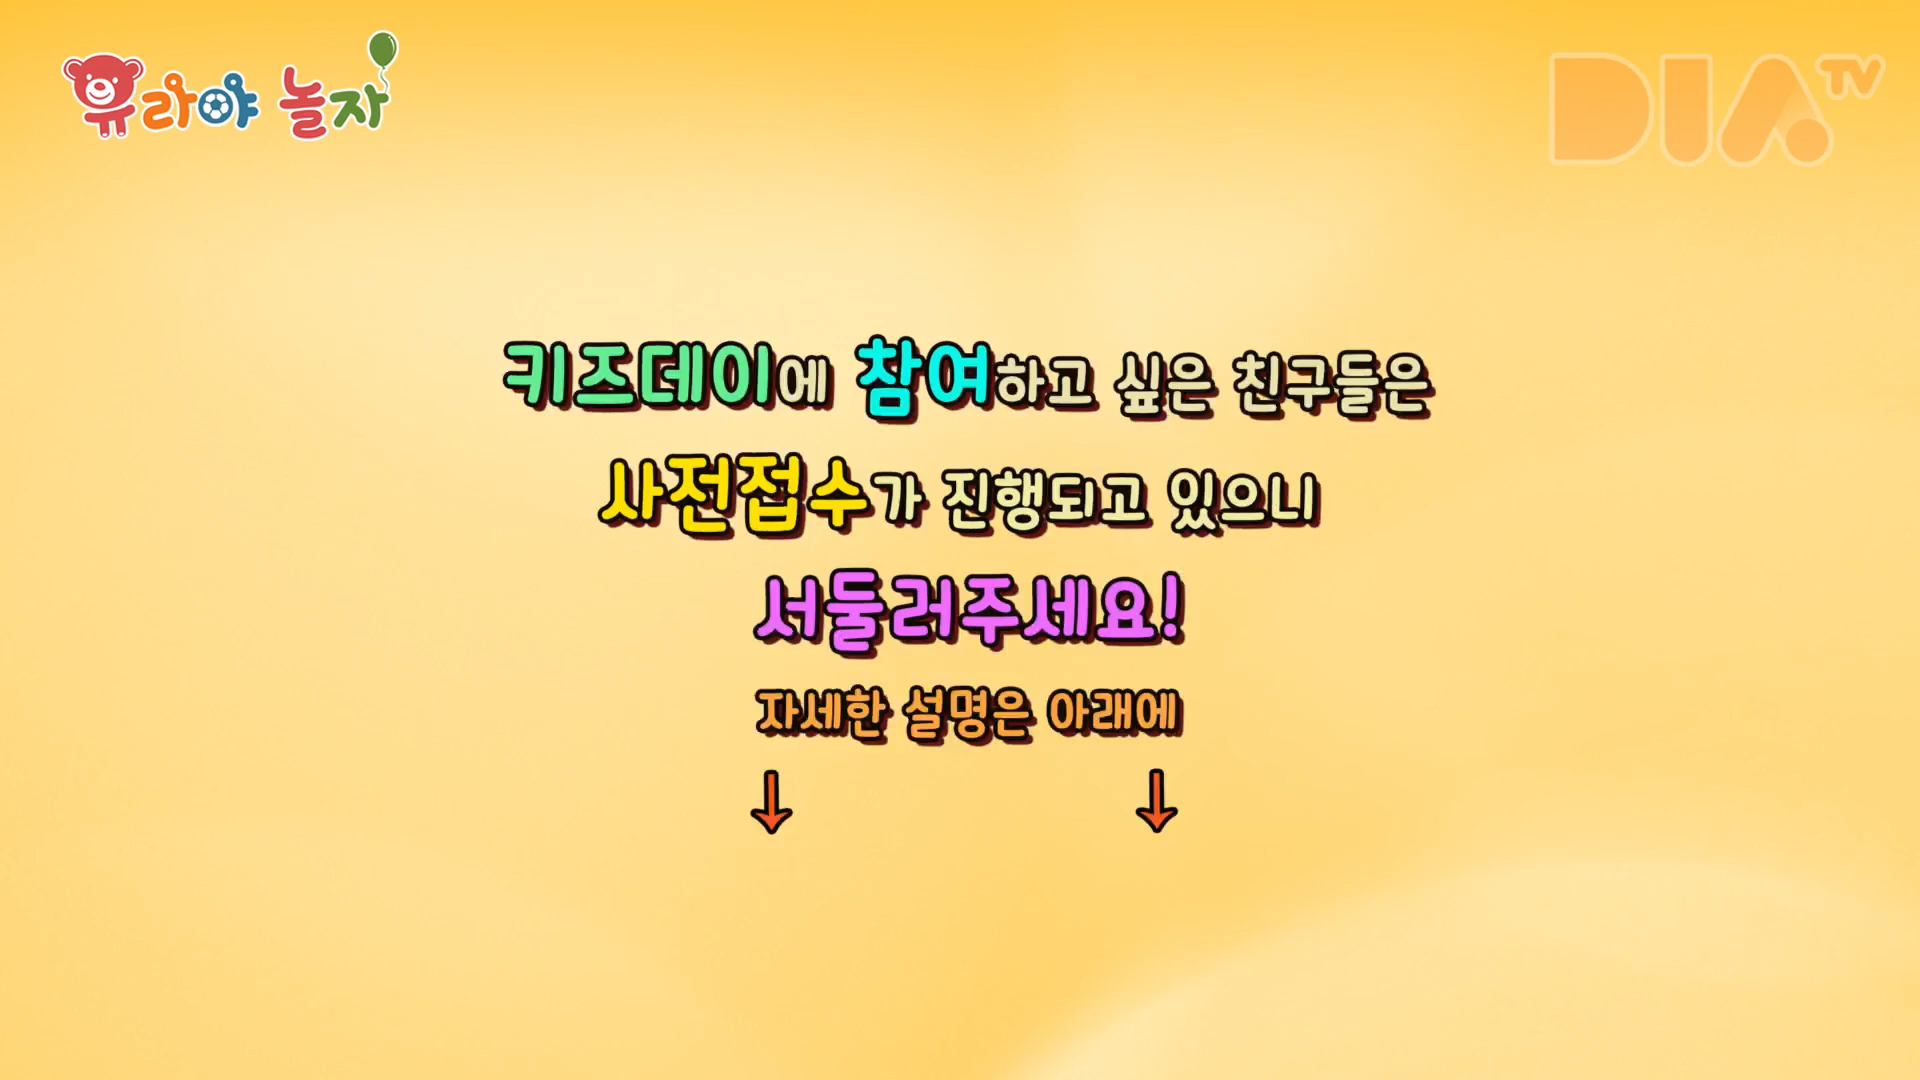 유라야 놀자
DIA TV
키즈데이에 참여하고 싶은 친구들은
사전접수가 진행되고 있으니
서둘러주세요!
자세한 설명은 아래에
↓ ↓